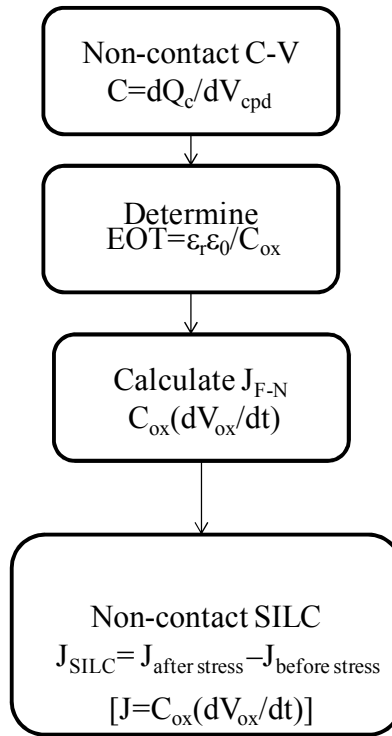 Non-contact C-V
C=dQc/dVcpd
Determine
EOT=εrε0/Cox
Calculate JF-N
Cox(dVox/dt)
Non-contact SILC
JSILC= Jafter stress–Jbefore stress
[J=Cox(dVox/dt)]